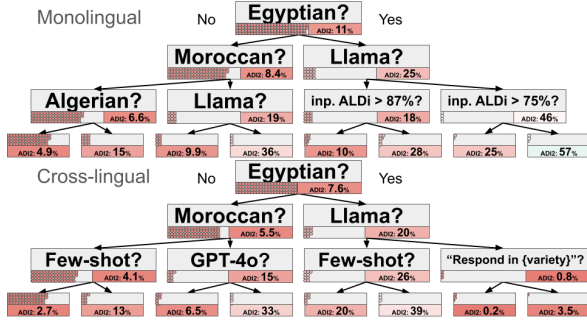 Monolingual
No
Egyptian?
Yes
ADI2: 11%
Moroccan?
Llama?
ADI2: 8.4%
ADI2: 25%
Algerian?
Llama?
inp. ALDi > 87%?
inp. ALDi > 75%?
ADI2: 6.6%
ADI2: 19%
ADI2: 18%
ADI2: 46%
ADI2: 4.9%
ADI2: 15%
ADI2: 9.9%
ADI2: 36%
ADI2: 10%
ADI2: 28%
ADI2: 25%
ADI2: 57%
Cross-lingual
No
Egyptian?
Yes
ADI2: 7.6%
Moroccan?
Llama?
ADI2: 5.5%
ADI2: 20%
Few-shot?
GPT-4o?
Few-shot?
“Respond in {variety}”?
ADI2: 4.1%
ADI2: 15%
ADI2: 26%
ADI2: 0.8%
ADI2: 2.7%
ADI2: 13%
ADI2: 6.5%
ADI2: 33%
ADI2: 20%
ADI2: 39%
ADI2: 0.2%
ADI2: 3.5%